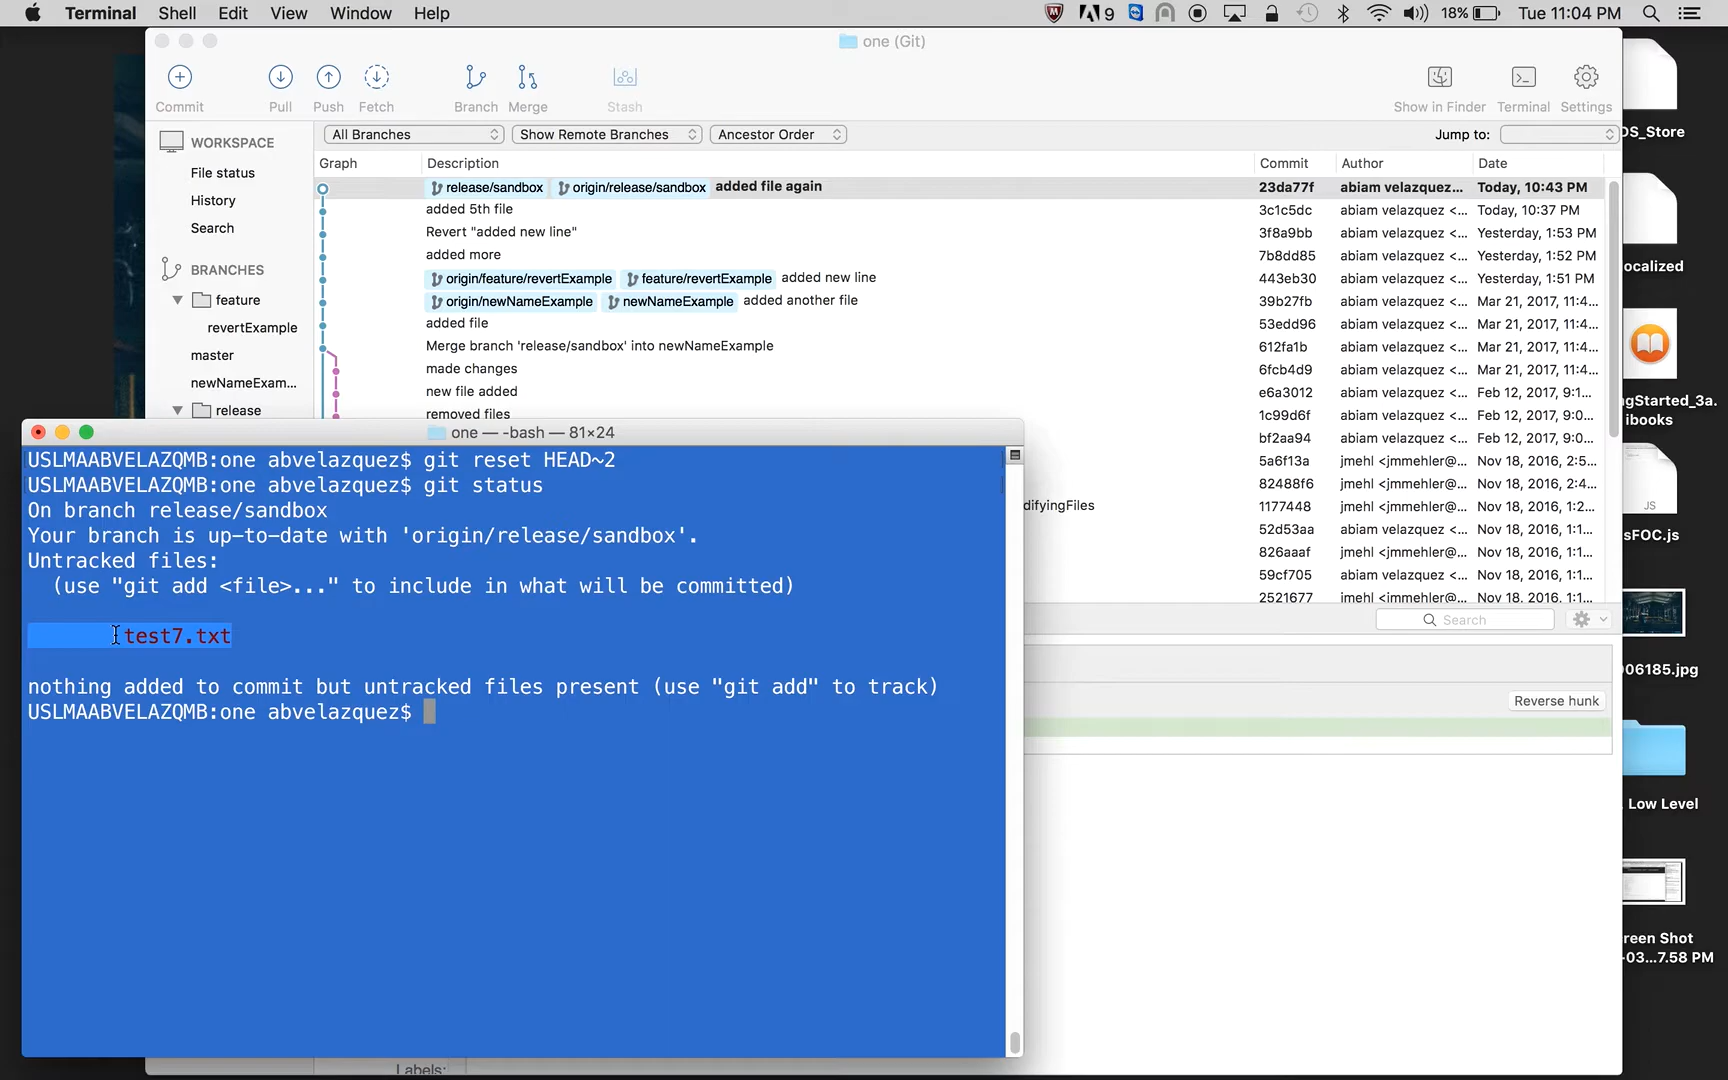 Terminal Shell Edit View Window Help 9 18% Tue 11:04 PM
one (Git)
Commit Pull Push Fetch Branch Merge Stash Show in Finder Terminal Settings
All Branches Show Remote Branches Ancestor Order Jump to:
WORKSPACE
File status
History
Search
BRANCHES
feature
revertExample
master
newNameExam...
release
Graph Description Commit Author Date
release/sandbox origin/release/sandbox added file again 23da77f abiam velazquez... Today, 10:43 PM
added 5th file 3c1c5dc abiam velazquez <... Today, 10:37 PM
Revert "added new line" 3f8a9bb abiam velazquez <... Yesterday, 1:53 PM
added more 7b8dd85 abiam velazquez <... Yesterday, 1:52 PM
origin/feature/revertExample feature/revertExample added new line 443eb30 abiam velazquez <... Yesterday, 1:51 PM
origin/newNameExample newNameExample added another file 39b27fb abiam velazquez <... Mar 21, 2017, 11:4...
added file 53edd96 abiam velazquez <... Mar 21, 2017, 11:4...
Merge branch 'release/sandbox' into newNameExample 612fa1b abiam velazquez <... Mar 21, 2017, 11:4...
made changes 6fcb4d9 abiam velazquez <... Mar 21, 2017, 11:4...
new file added e6a3012 abiam velazquez <... Feb 12, 2017, 9:1...
removed files 1c99d6f abiam velazquez <... Feb 12, 2017, 9:0...
bf2aa94 abiam velazquez <... Feb 12, 2017, 9:0...
5a6f13a jmehl <jmmehler@... Nov 18, 2016, 2:5...
82488f6 jmehl <jmmehler@... Nov 18, 2016, 2:4...
difyingFiles 1177448 jmehl <jmmehler@... Nov 18, 2016, 1:2...
52d53aa abiam velazquez <... Nov 18, 2016, 1:1...
826aaaf jmehl <jmmehler@... Nov 18, 2016, 1:1...
59cf705 abiam velazquez <... Nov 18, 2016, 1:1...
2521677 jmehl <jmmehler@... Nov 18, 2016, 1:1...
Search
Reverse hunk
Labels:
one — -bash — 81×24
USLMAABVELAZQMB:one abvelazquez$ git reset HEAD~2
USLMAABVELAZQMB:one abvelazquez$ git status
On branch release/sandbox
Your branch is up-to-date with 'origin/release/sandbox'.
Untracked files:
(use "git add <file>..." to include in what will be committed)
test7.txt
nothing added to commit but untracked files present (use "git add" to track)
USLMAABVELAZQMB:one abvelazquez$
DS_Store
ocalized
gStarted_3a.
ibooks
JS
sFOC.js
06185.jpg
Low Level
reen Shot
-03...7.58 PM